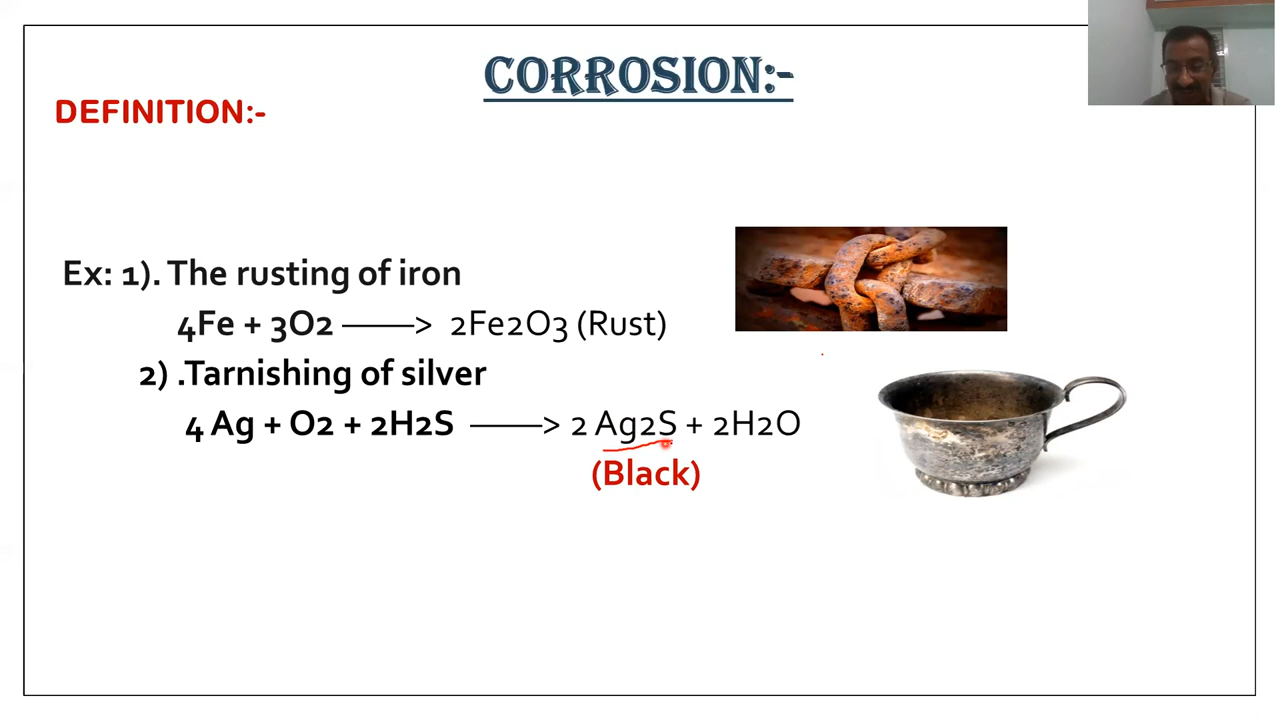 CORROSION:-
DEFINITION:-
Ex: 1). The rusting of iron
4Fe + 3O2 ——> 2Fe2O3 (Rust)
2) .Tarnishing of silver
4 Ag + O2 + 2H2S ——> 2 Ag2S + 2H2O
(Black)